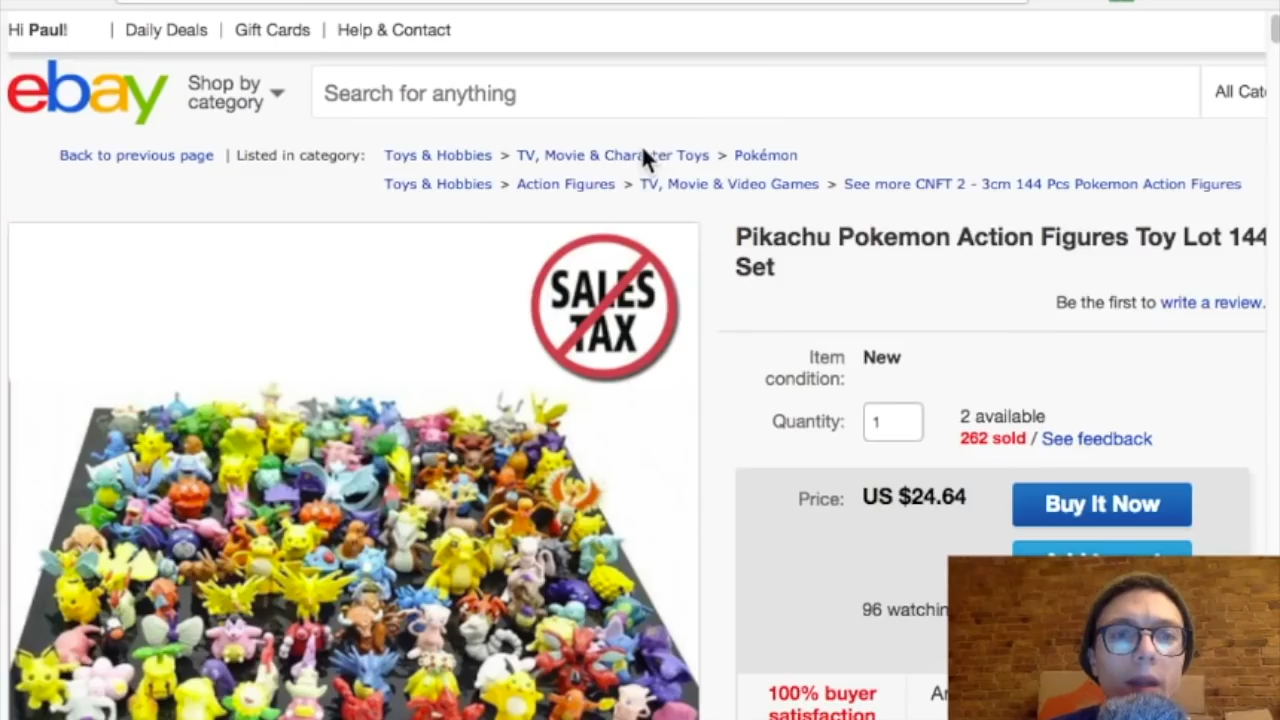 Hi Paul! | Daily Deals | Gift Cards | Help & Contact
ebay
Shop by
category
Search for anything
All Cat
Back to previous page | Listed in category: Toys & Hobbies > TV, Movie & Character Toys > Pokémon
Toys & Hobbies > Action Figures > TV, Movie & Video Games > See more CNFT 2 - 3cm 144 Pcs Pokemon Action Figures
SALES
TAX
Pikachu Pokemon Action Figures Toy Lot 144
Set
Be the first to write a review.
Item
condition:
New
Quantity:
1
2 available
262 sold / See feedback
Price:
US $24.64
Buy It Now
96 watchin
100% buyer
satisfaction